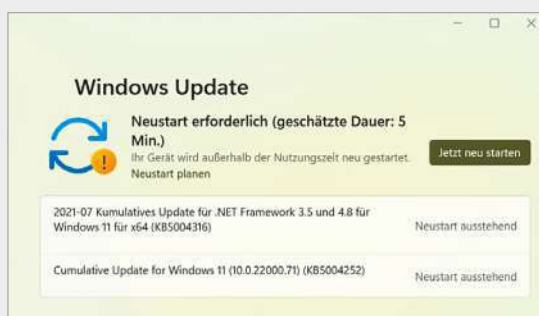 Windows Update
Neustart erforderlich (geschätzte Dauer: 5
Min.)
Ihr Gerät wird außerhalb der Nutzungszeit neu gestartet.
Neustart planen
Jetzt neu starten
2021-07 Kumulatives Update für .NET Framework 3.5 und 4.8 für
Windows 11 für x64 (KB5004316)
Neustart ausstehend
Cumulative Update for Windows 11 (10.0.22000.71) (KB5004252)
Neustart ausstehend